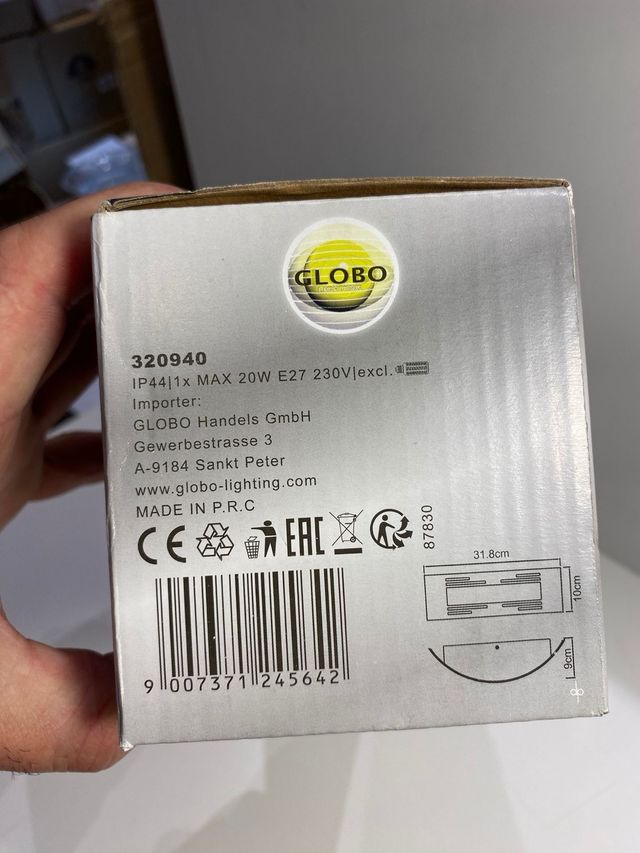 GLOBO
320940
IP44|1x MAX 20W E27 230V|excl.
Importer:
GLOBO Handels GmbH
Gewerbestrasse 3
A-9184 Sankt Peter
www.globo-lighting.com
MADE IN P.R.C
CE EAC
87830
31.8cm
10cm
9cm
9 007371 245642